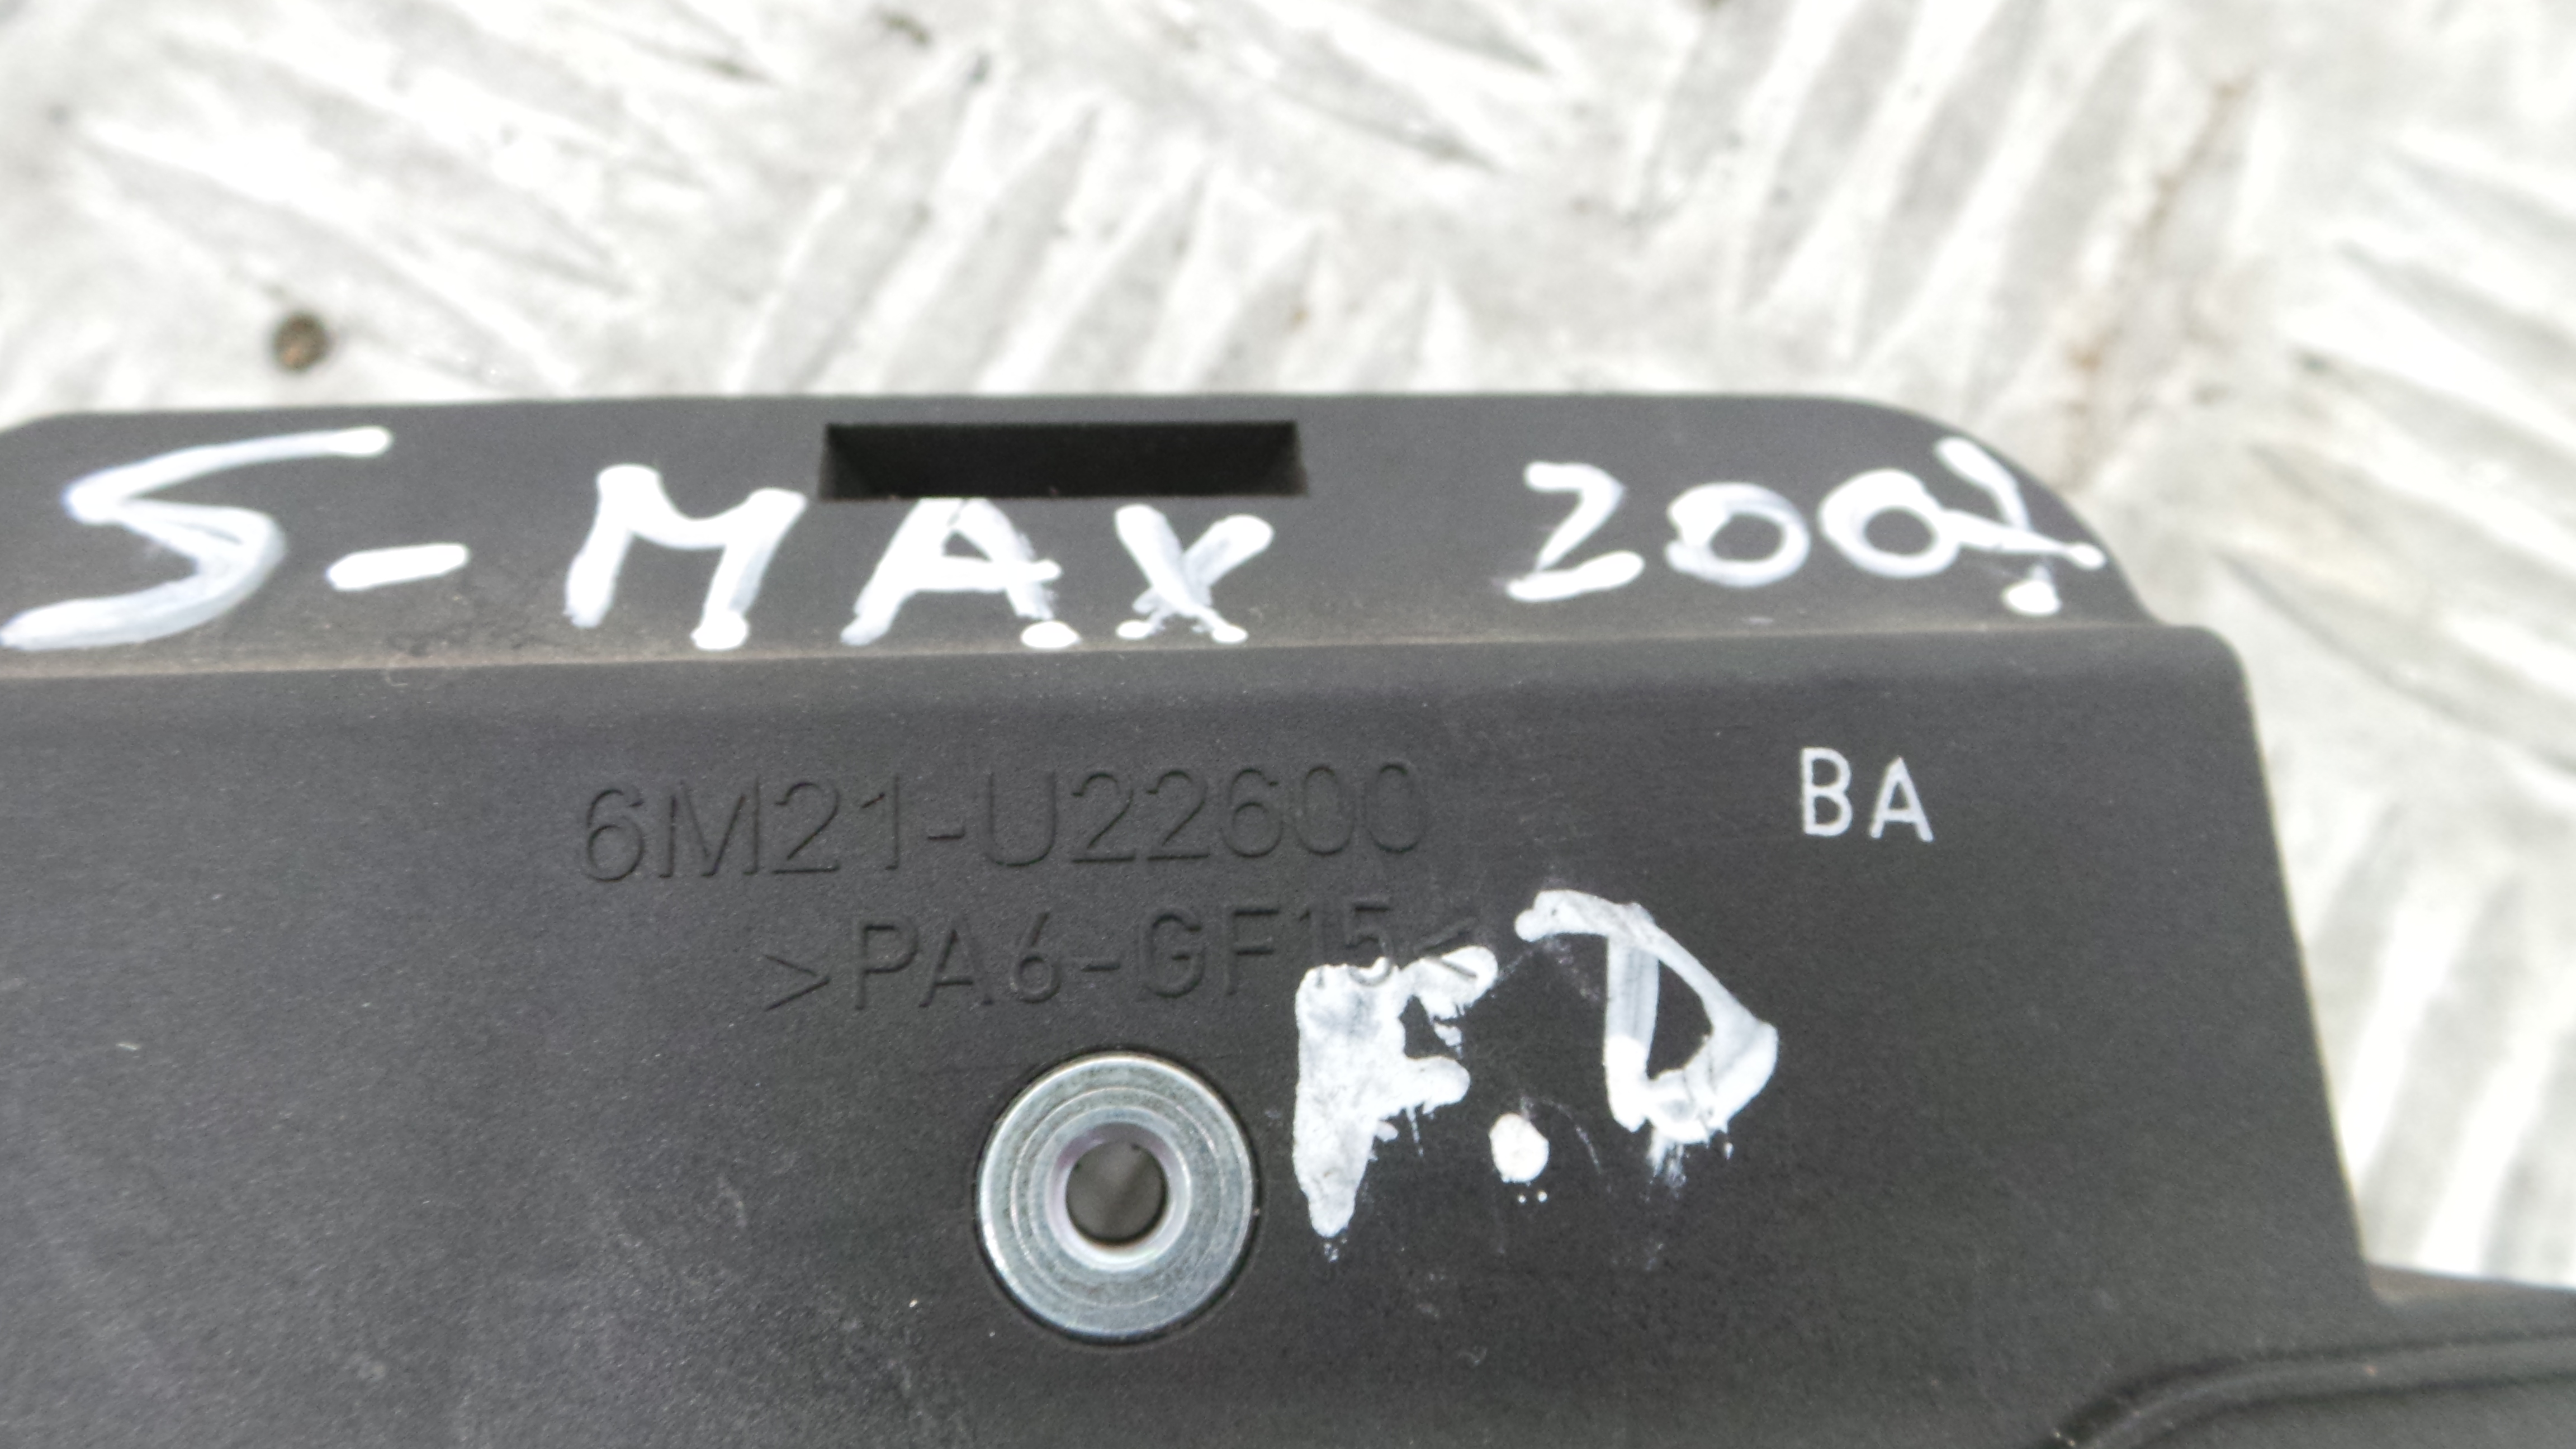 S-MAX 2007
6M21-U22600 BA
>PA6-GF15<
F.D